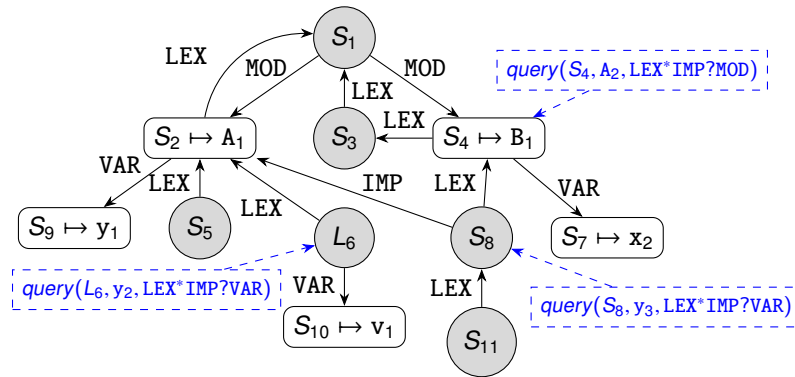 S₁
LEX
MOD
MOD
query(S₄, A₂, LEX*IMP?MOD)
LEX
S₂ ↦ A₁
S₃
LEX
S₄ ↦ B₁
VAR
LEX
LEX
IMP
LEX
VAR
S₉ ↦ y₁
S₅
L₆
S₈
S₇ ↦ x₂
query(L₆, y₂, LEX*IMP?VAR)
VAR
LEX
query(S₈, y₃, LEX*IMP?VAR)
S₁₀ ↦ v₁
S₁₁